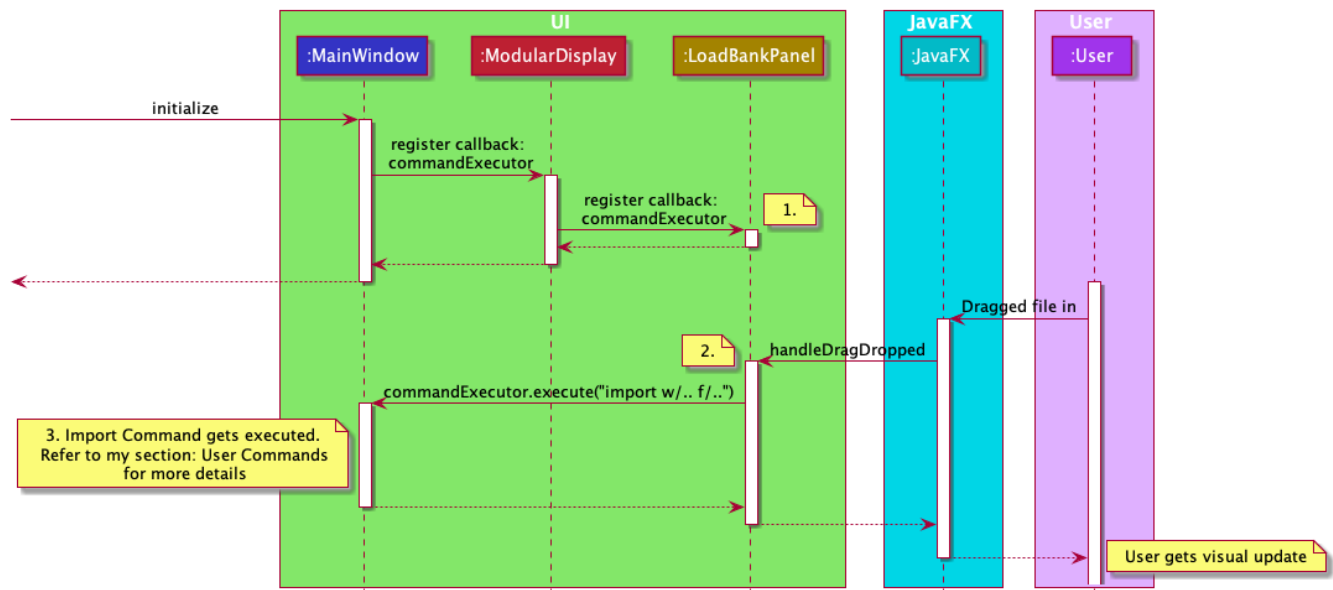 UI
JavaFX
User
:MainWindow
:ModularDisplay
:LoadBankPanel
:JavaFX
:User
initialize
register callback:
commandExecutor
register callback:
commandExecutor
1.
Dragged file in
2.
handleDragDropped
commandExecutor.execute("import w/.. f/..")
3. Import Command gets executed.
Refer to my section: User Commands
for more details
User gets visual update